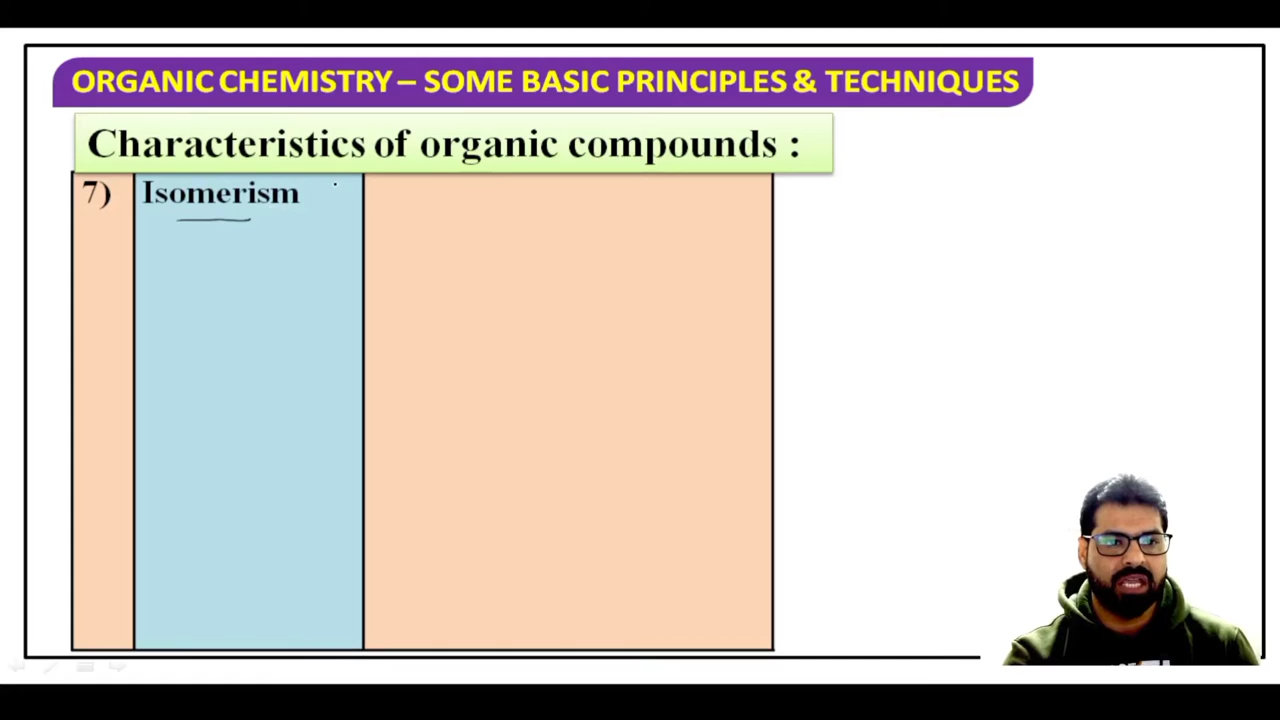 ORGANIC CHEMISTRY – SOME BASIC PRINCIPLES & TECHNIQUES
Characteristics of organic compounds :
7) Isomerism